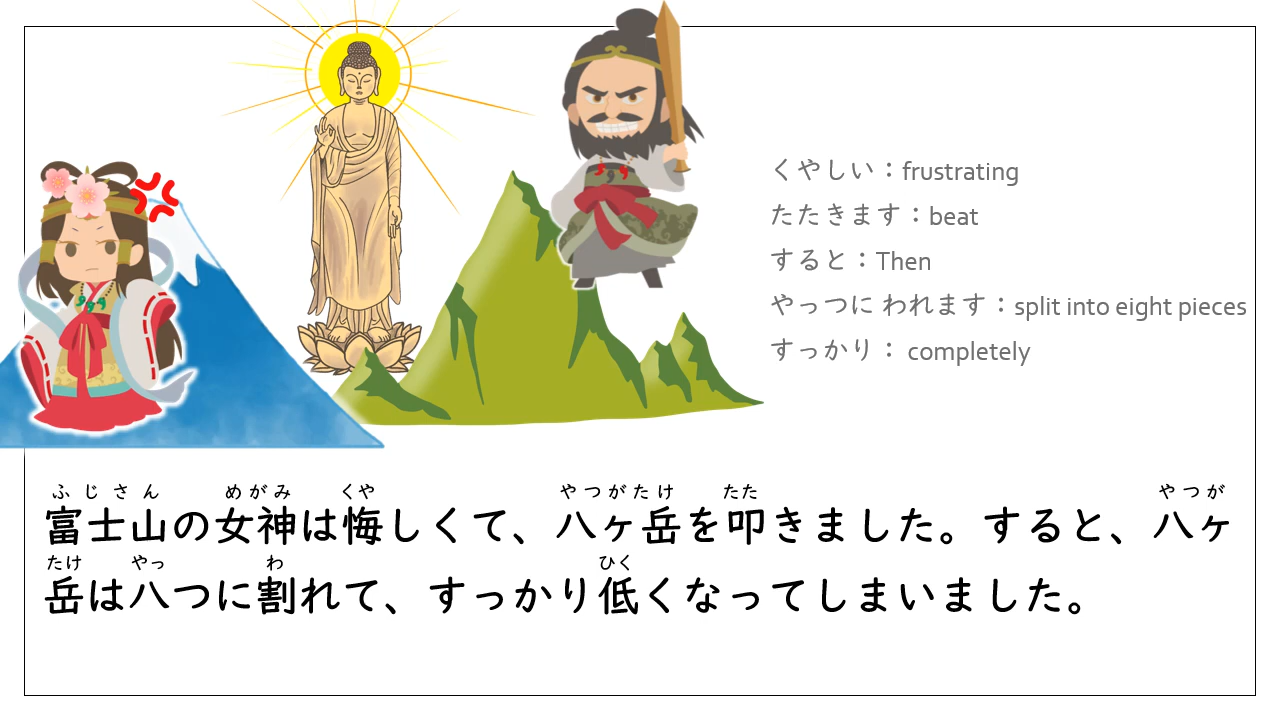 くやしい：frustrating
たたきます：beat
すると：Then
やっつに われます：split into eight pieces
すっかり： completely
ふじさん めがみ くや やつがたけ たた やつが
富士山の女神は悔しくて、八ヶ岳を叩きました。すると、八ヶ
たけ やっ わ ひく
岳は八つに割れて、すっかり低くなってしまいました。